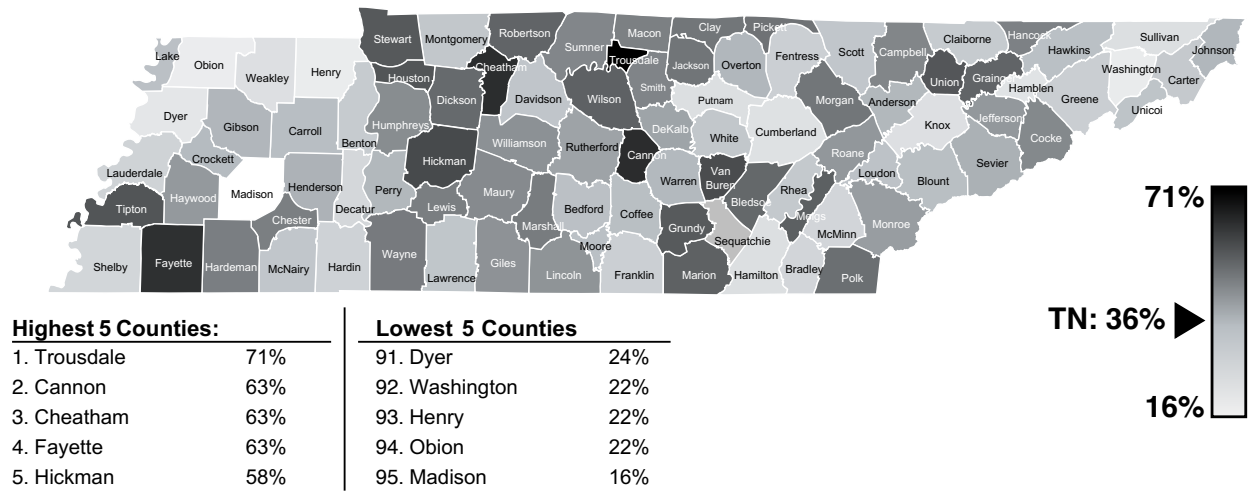 Stewart Montgomery Robertson Sumner Macon Clay Pickett
Lake Obion Weakley Henry Houston Cheatham Trousdale Jackson Overton Fentress Scott Campbell Claiborne Hancock Hawkins Sullivan Johnson
Dyer Gibson Carroll Benton Humphreys Dickson Davidson Wilson Smith Putnam Morgan Anderson Union Grainger Hamblen Greene Washington Carter Unicoi
Lauderdale Crockett Hickman Williamson Rutherford Cannon DeKalb White Cumberland Roane Knox Jefferson Cocke
Tipton Haywood Madison Henderson Decatur Perry Lewis Maury Bedford Coffee Warren Van
Buren Bledsoe Rhea Meigs Loudon Blount Sevier
Shelby Fayette Hardeman Chester McNairy Hardin Wayne Lawrence Giles Marshall Lincoln Moore Franklin Grundy Marion Sequatchie Hamilton Bradley McMinn Polk Monroe
71%
TN: 36%
16%
Highest 5 Counties:
1. Trousdale 71%
2. Cannon 63%
3. Cheatham 63%
4. Fayette 63%
5. Hickman 58%
Lowest 5 Counties
91. Dyer 24%
92. Washington 22%
93. Henry 22%
94. Obion 22%
95. Madison 16%